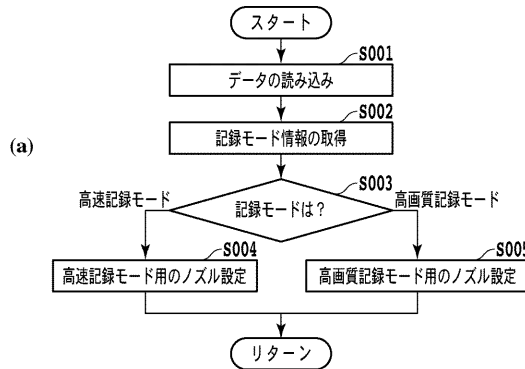 スタート
S001
データの読み込み
S002
記録モード情報の取得
(a)
S003
高速記録モード
記録モードは？
高画質記録モード
S004
高速記録モード用のノズル設定
S005
高画質記録モード用のノズル設定
リターン